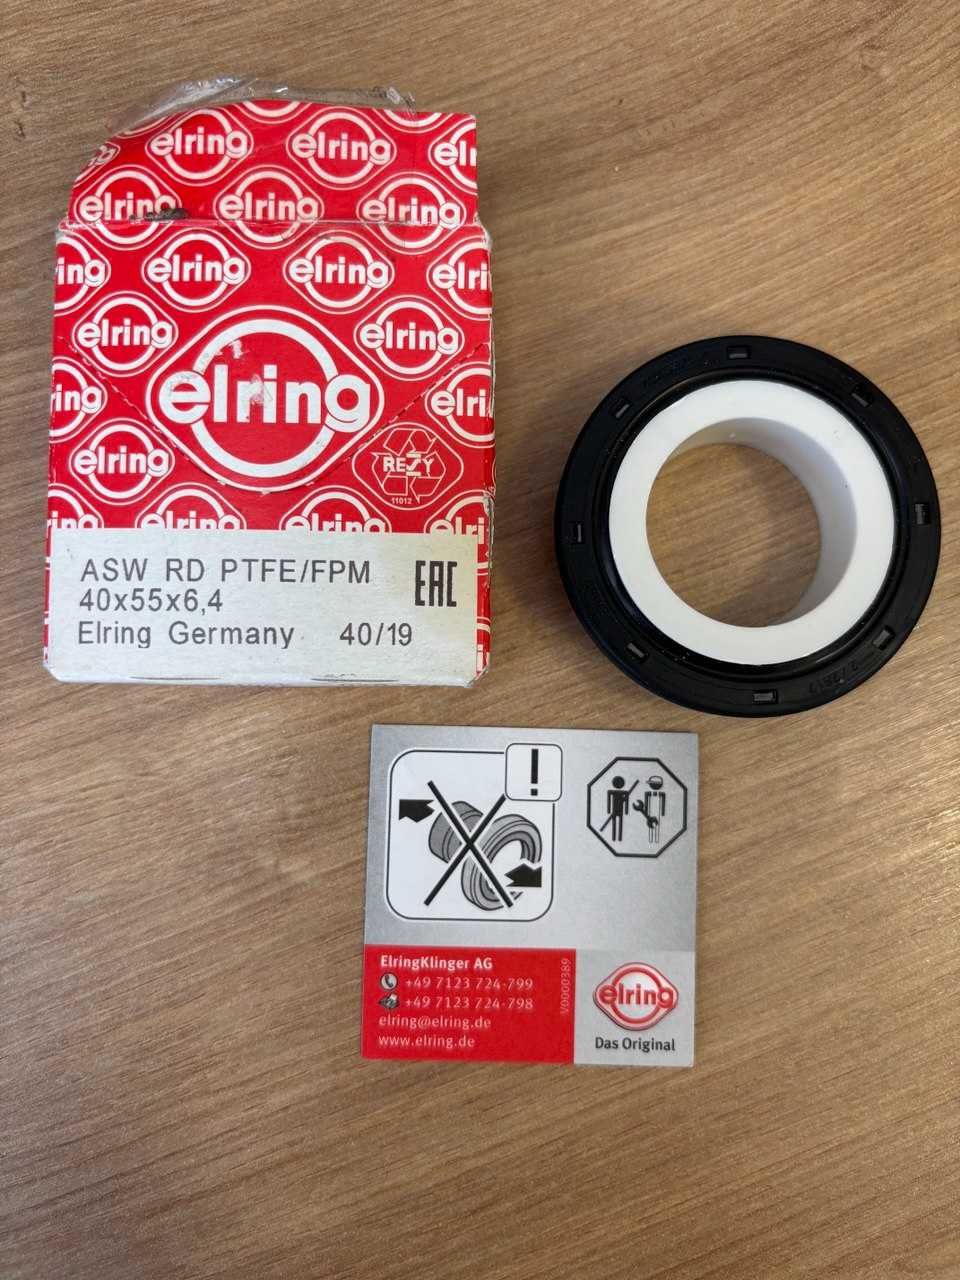 elring
elring
elring
elring
elring
elring
elring
elring
elring
elring
elring
elring
RESY
11012
ASW RD PTFE/FPM
EAC
40x55x6,4
Elring Germany 40/19
!
ElringKlinger AG
+49 7123 724-799
+49 7123 724-798
elring@elring.de
www.elring.de
V0000389
elring
Das Original